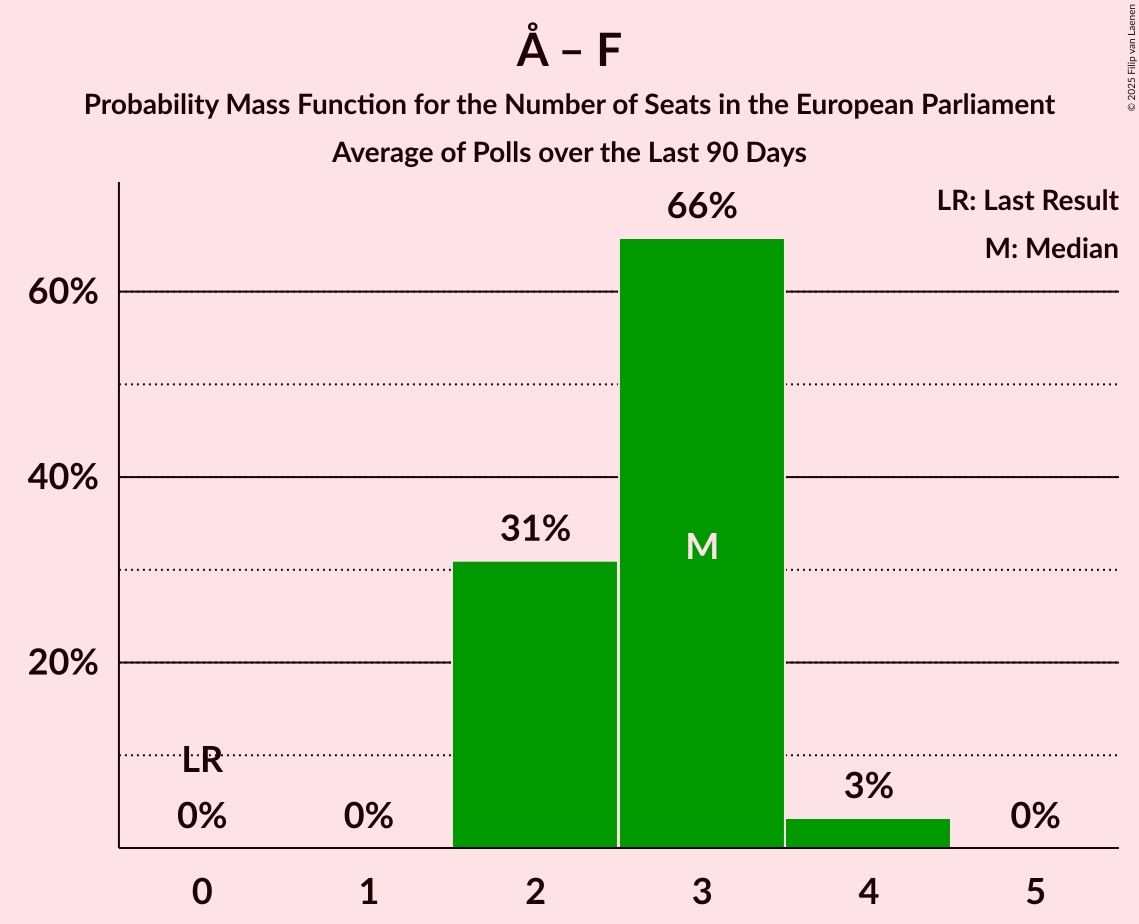 Å – F
Probability Mass Function for the Number of Seats in the European Parliament
Average of Polls over the Last 90 Days
© 2025 Filip van Laenen
LR: Last Result
M: Median
66%
60%
40%
31%
M
20%
LR
3%
0%
0%
0%
0
1
2
3
4
5